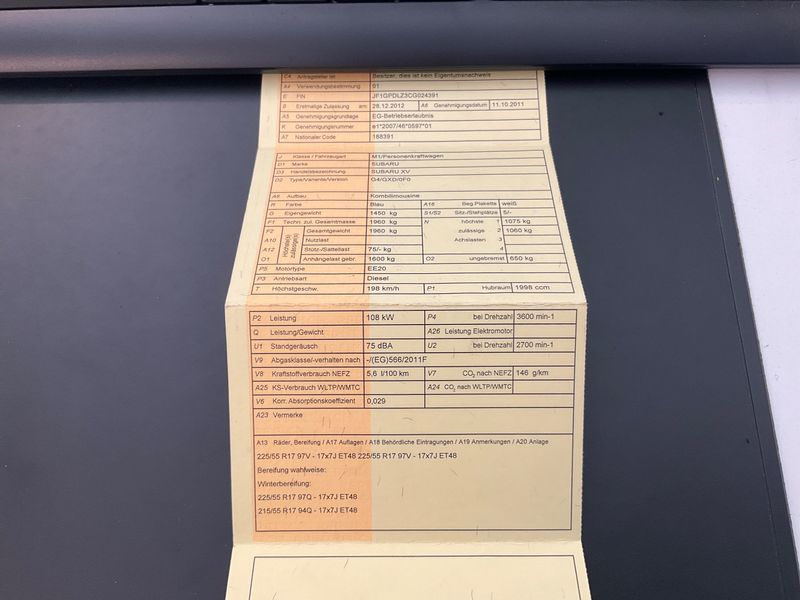 C4 Antragsteller ist Besitzer, dies ist kein Eigentumsnachweis
A4 Verwendungsbestimmung 01
E FIN JF1GPDLZ3CG024391
B Erstmalige Zulassung am: 28.12.2012 A6 Genehmigungsdatum 11.10.2011
A5 Genehmigungsgrundlage EG-Betriebserlaubnis
K Genehmigungsnummer e1*2007/46*0597*01
A7 Nationaler Code 188391
J Klasse / Fahrzeugart M1/Personenkraftwagen
D1 Marke SUBARU
D3 Handelsbezeichnung SUBARU XV
D2 Type/Variante/Version G4/GXD/0F0
A9 Aufbau Kombilimousine
R Farbe Blau A16 Beg.Plakette weiß
G Eigengewicht 1450 kg S1/S2 Sitz-/Stehplätze 5/-
F1 Techn. zul. Gesamtmasse 1960 kg N höchste 1 1075 kg
F2 Höchste(s) zulässige(s) Gesamtgewicht 1960 kg zulässige 2 1060 kg
A10 Nutzlast Achslasten 3
A12 Stütz-/Sattellast 75/- kg 4
O1 Anhängelast gebr. 1600 kg O2 ungebremst 650 kg
P5 Motortype EE20
P3 Antriebsart Diesel
T Höchstgeschw. 198 km/h P1 Hubraum 1998 ccm
P2 Leistung 108 kW P4 bei Drehzahl 3600 min-1
Q Leistung/Gewicht A26 Leistung Elektromotor
U1 Standgeräusch 75 dBA U2 bei Drehzahl 2700 min-1
V9 Abgasklasse/-verhalten nach -/(EG)566/2011F
V8 Kraftstoffverbrauch NEFZ 5,6 l/100 km V7 CO2 nach NEFZ 146 g/km
A25 KS-Verbrauch WLTP/WMTC A24 CO2 nach WLTP/WMTC
V6 Korr. Absorptionskoeffizient 0,029
A23 Vermerke
A13 Räder, Bereifung / A17 Auflagen / A18 Behördliche Eintragungen / A19 Anmerkungen / A20 Anlage
225/55 R17 97V - 17x7J ET48 225/55 R17 97V - 17x7J ET48
Bereifung wahlweise:
Winterbereifung:
225/55 R17 97Q - 17x7J ET48
215/55 R17 94Q - 17x7J ET48